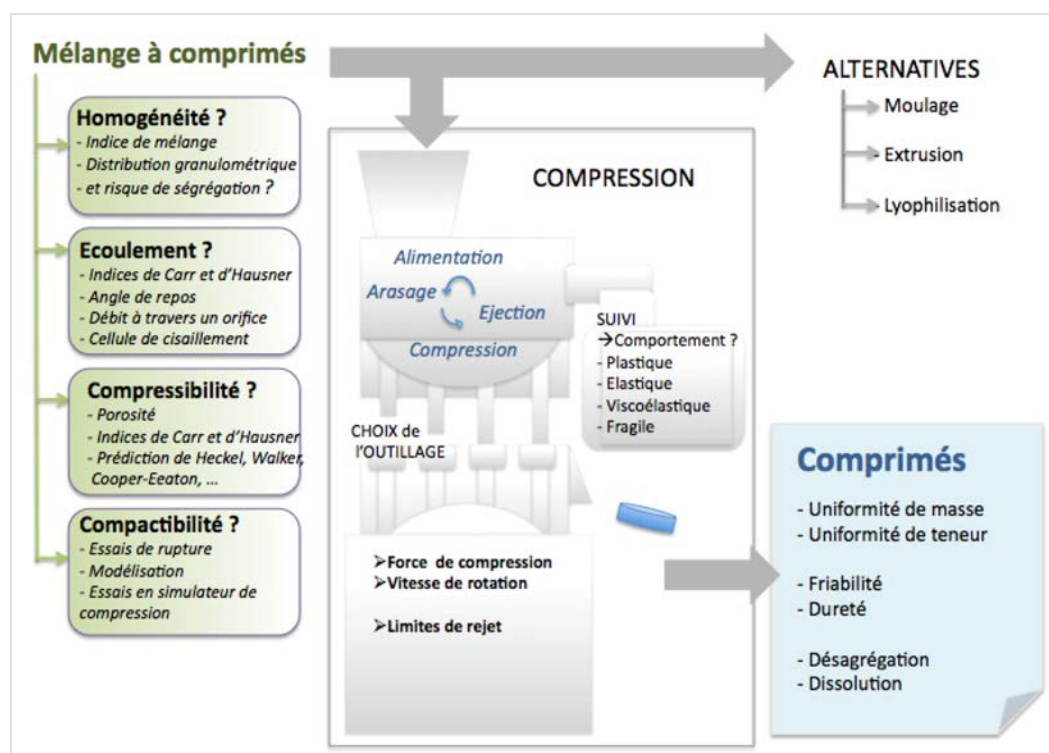 Mélange à comprimés
Homogénéité ?
- Indice de mélange
- Distribution granulométrique
- et risque de ségrégation ?
Ecoulement ?
- Indices de Carr et d’Hausner
- Angle de repos
- Débit à travers un orifice
- Cellule de cisaillement
Compressibilité ?
- Porosité
- Indices de Carr et d’Hausner
- Prédiction de Heckel, Walker,
Cooper-Eeaton, ...
Compactibilité ?
- Essais de rupture
- Modélisation
- Essais en simulateur de
compression
COMPRESSION
Alimentation
Arasage
Ejection
Compression
SUIVI
→Comportement ?
- Plastique
- Elastique
- Viscoélastique
- Fragile
CHOIX de
l’OUTILLAGE
➢Force de compression
➢Vitesse de rotation
➢Limites de rejet
ALTERNATIVES
- Moulage
- Extrusion
- Lyophilisation
Comprimés
- Uniformité de masse
- Uniformité de teneur
- Friabilité
- Dureté
- Désagrégation
- Dissolution